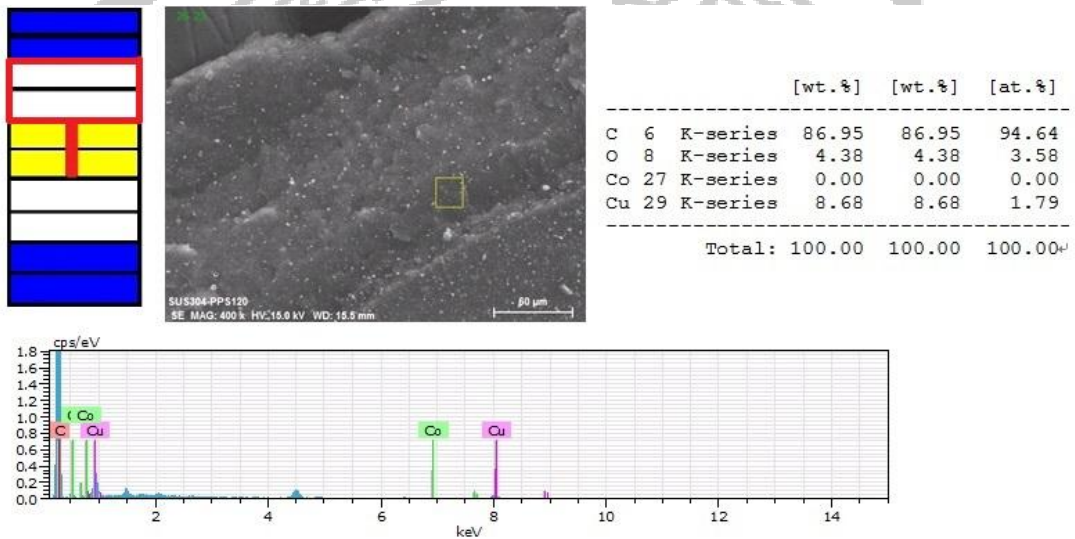 26-23
SUS304-PPS120
SE MAG: 400 x HV: 15.0 kV WD: 15.5 mm
60 µm
[wt.%] [wt.%] [at.%]
C 6 K-series 86.95 86.95 94.64
O 8 K-series 4.38 4.38 3.58
Co 27 K-series 0.00 0.00 0.00
Cu 29 K-series 8.68 8.68 1.79
Total: 100.00 100.00 100.00
cps/eV
1.8
1.6
1.4
1.2
1.0
0.8
0.6
0.4
0.2
0.0
Co
C Cu
Co Cu
2 4 6 8 10 12 14
keV